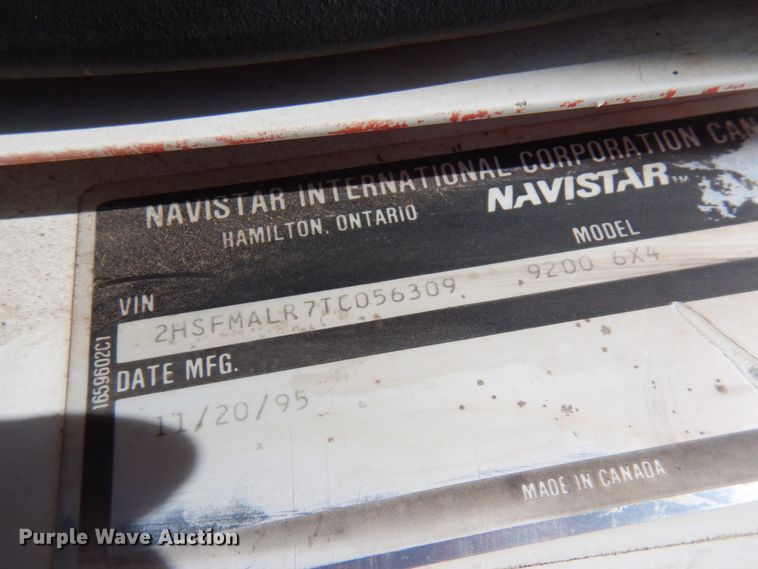 NAVISTAR INTERNATIONAL CORPORATION CAN
HAMILTON, ONTARIO
NAVISTAR™
VIN
MODEL
2HSFMALR7TC056309
9200 6X4
DATE MFG.
11/20/95
1659602C1
MADE IN CANADA
Purple Wave Auction